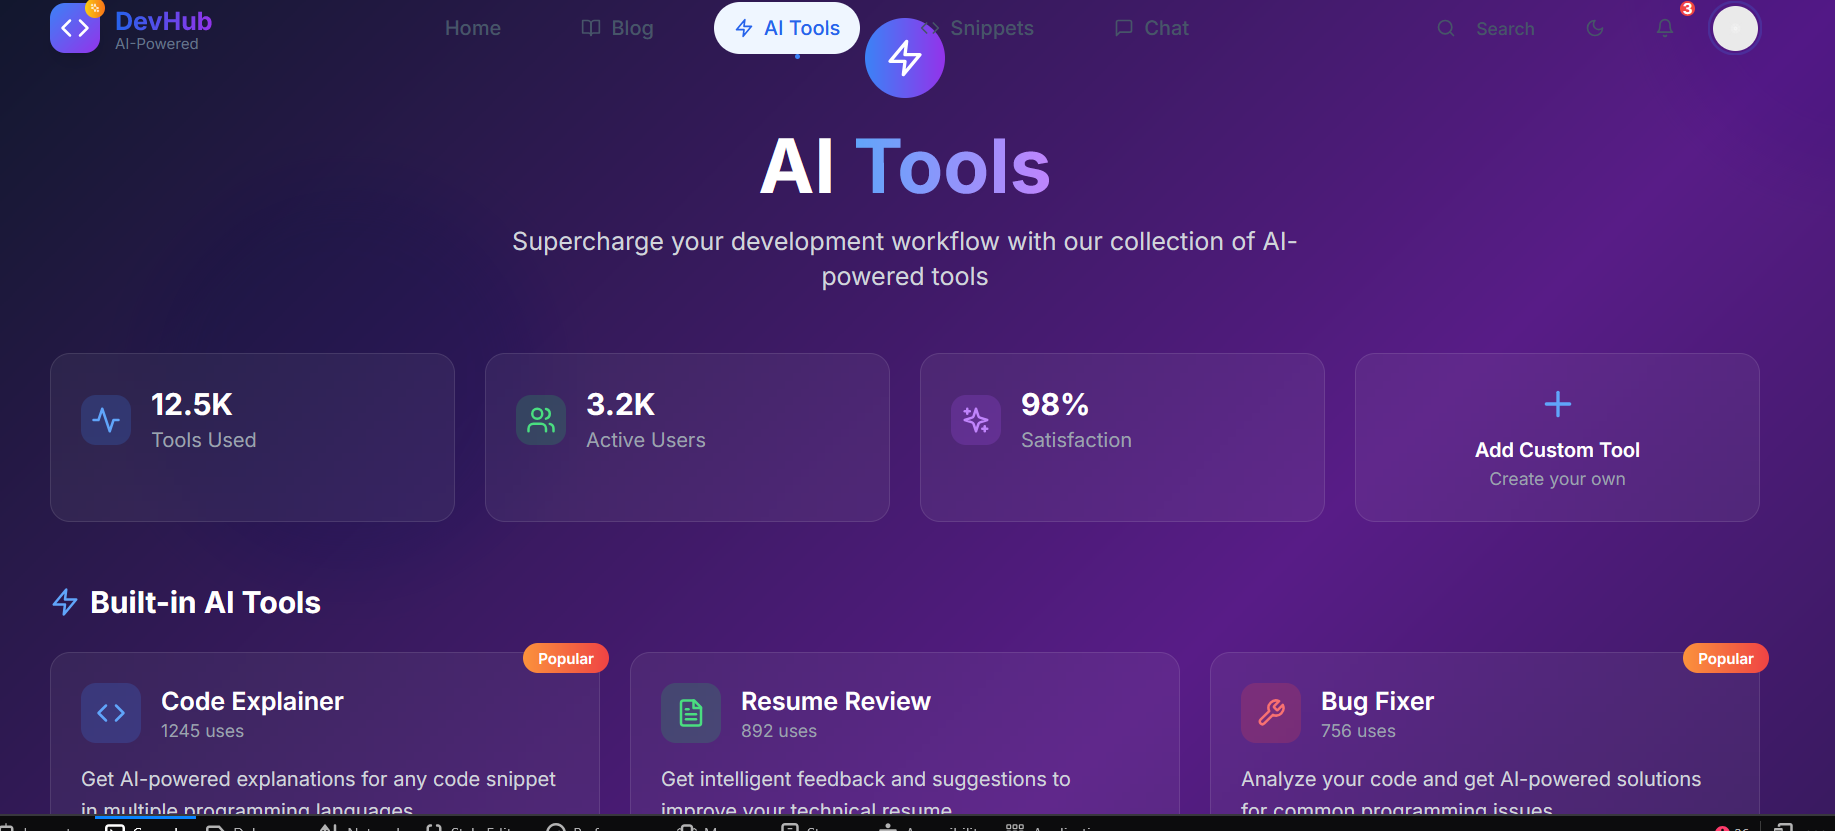 DevHub
AI-Powered
Home
Blog
AI Tools
Snippets
Chat
Search
3
AI Tools
Supercharge your development workflow with our collection of AI-
powered tools
12.5K
Tools Used
3.2K
Active Users
98%
Satisfaction
Add Custom Tool
Create your own
Built-in AI Tools
Popular
Code Explainer
1245 uses
Get AI-powered explanations for any code snippet
in multiple programming languages
Resume Review
892 uses
Get intelligent feedback and suggestions to
improve your technical resume
Popular
Bug Fixer
756 uses
Analyze your code and get AI-powered solutions
for common programming issues